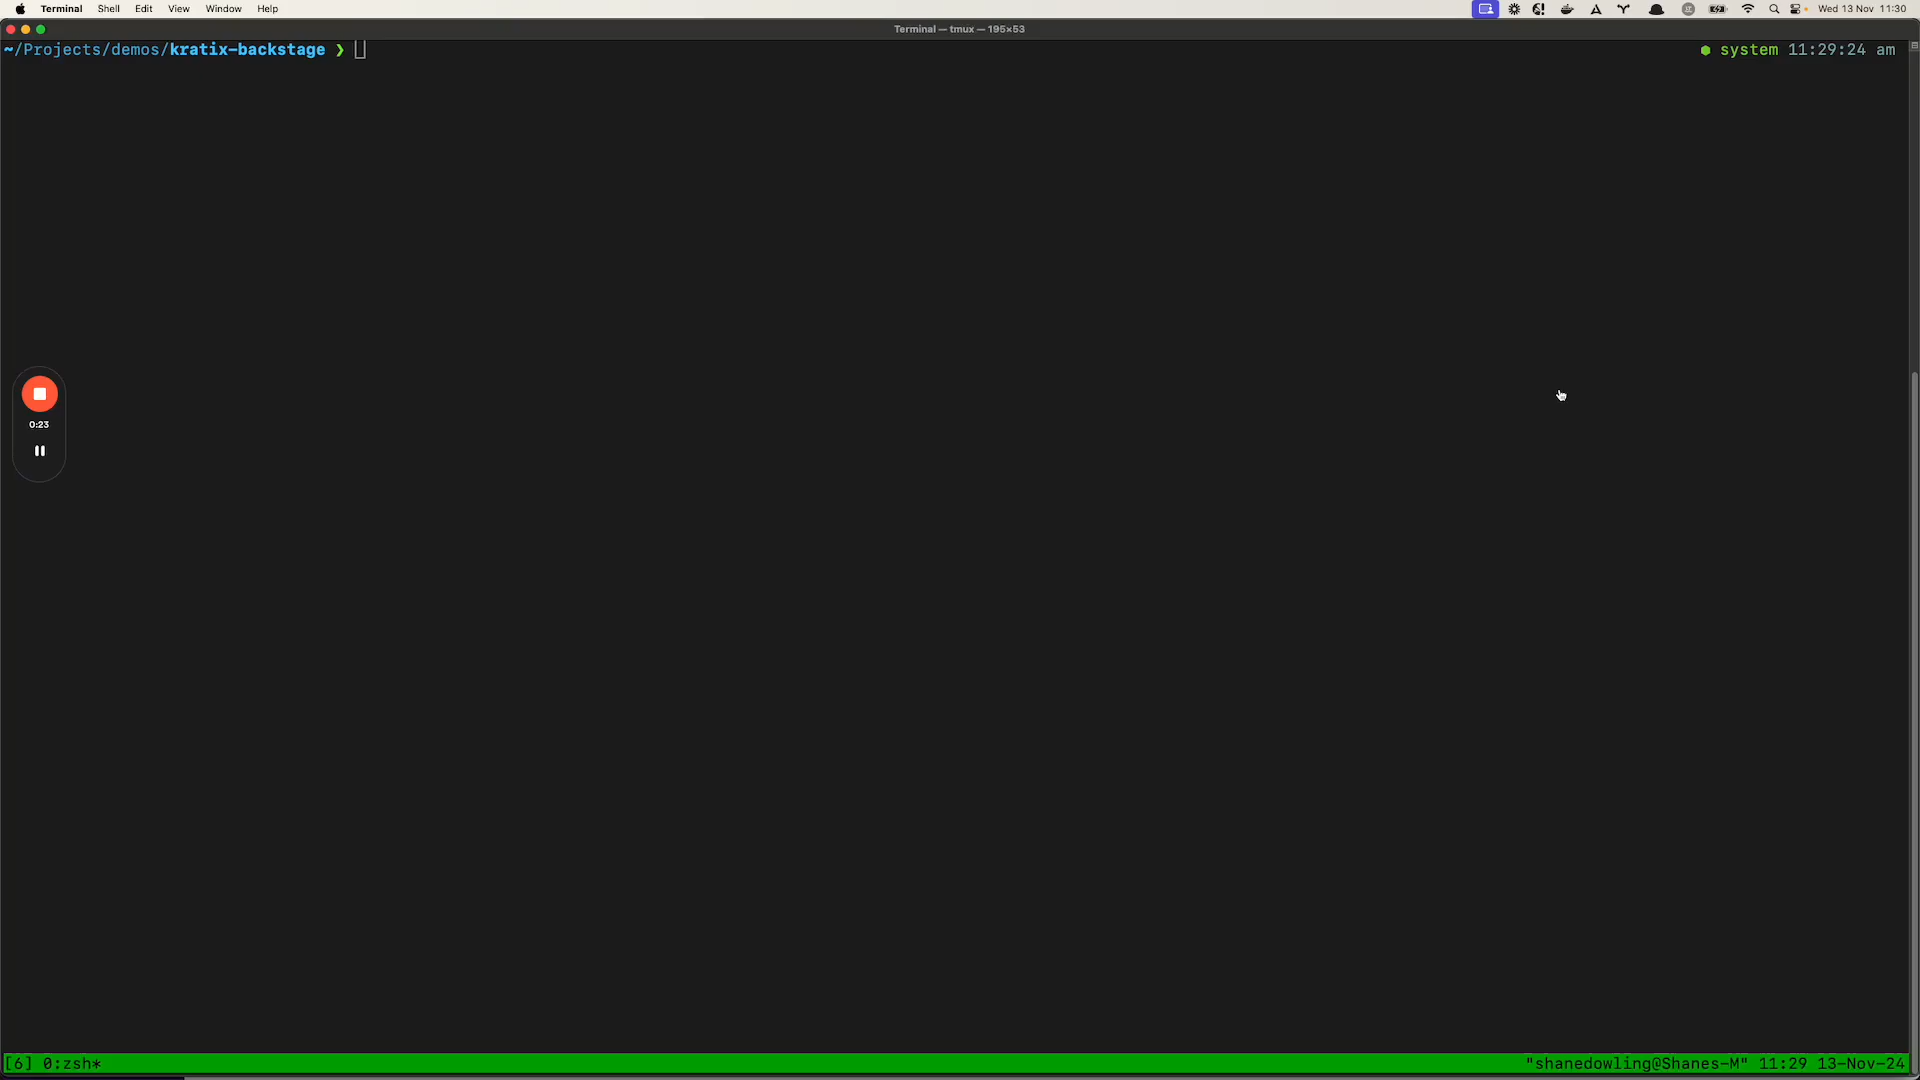 Terminal Shell Edit View Window Help Wed 13 Nov 11:30
Terminal — tmux — 195×53
~/Projects/demos/kratix-backstage ❯ system 11:29:24 am
0:23
[6] 0:zsh* "shanedowling@Shanes-M" 11:29 13-Nov-24